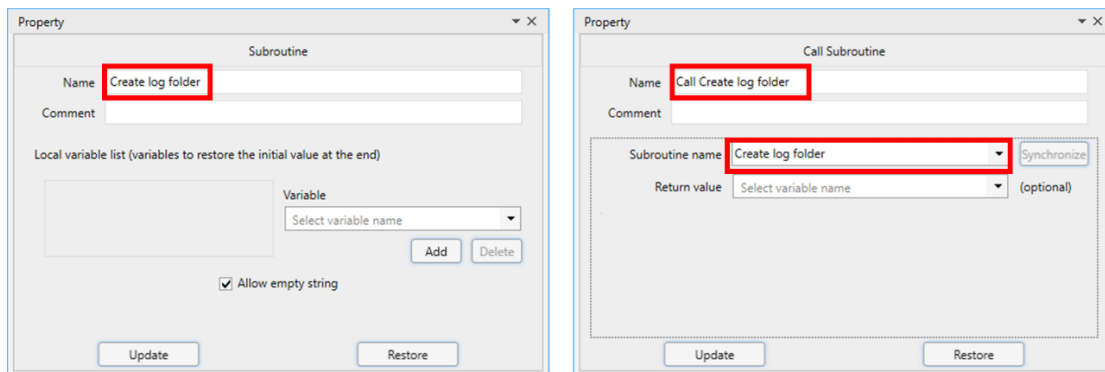 Property
Subroutine
Name Create log folder
Comment
Local variable list (variables to restore the initial value at the end)
Variable
Select variable name
Add Delete
Allow empty string
Update Restore
Property
Call Subroutine
Name Call Create log folder
Comment
Subroutine name Create log folder Synchronize
Return value Select variable name (optional)
Update Restore